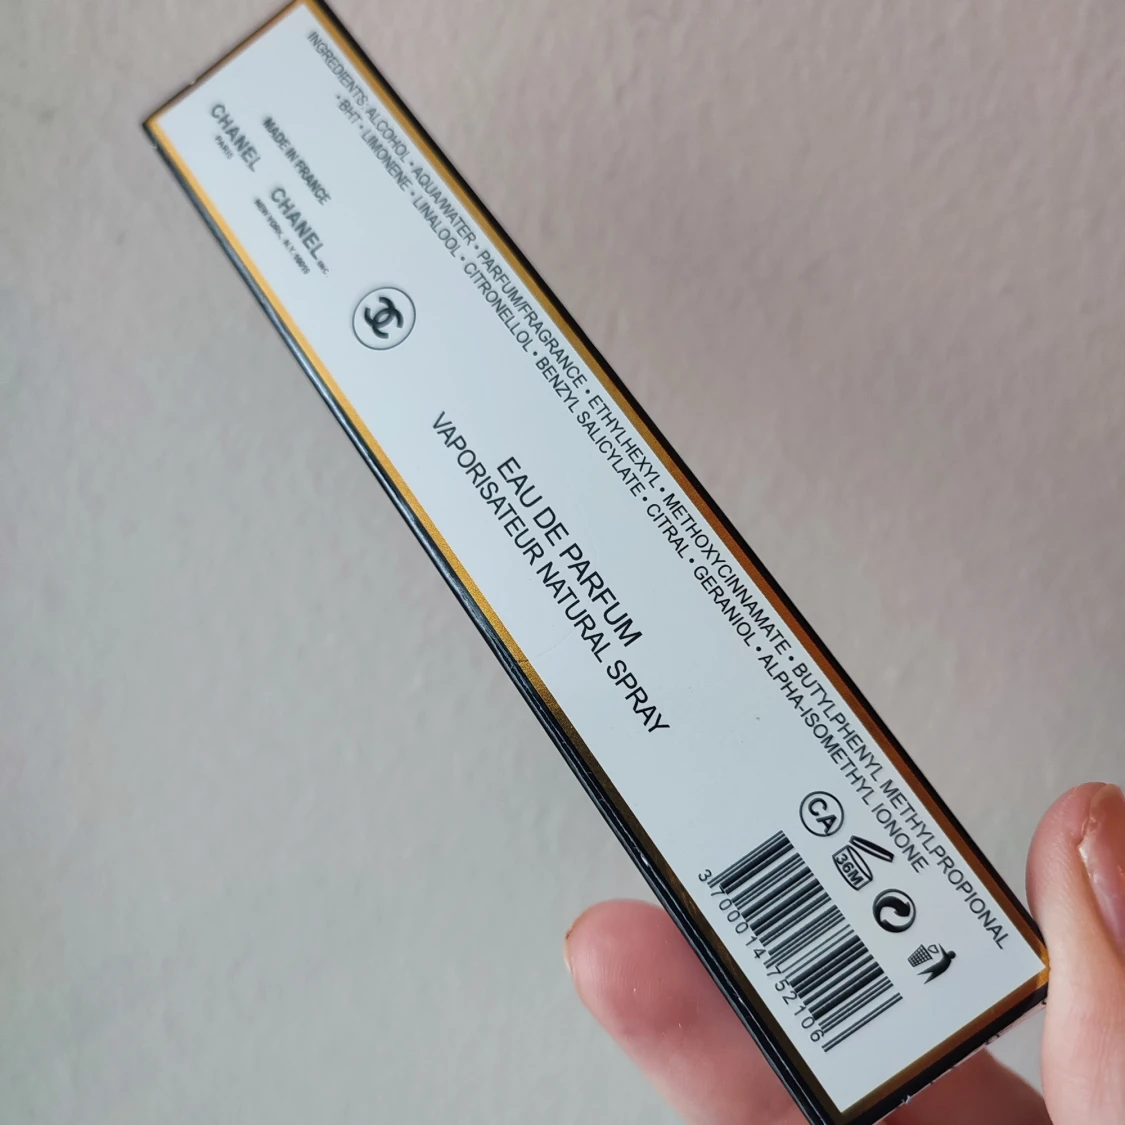 INGREDIENTS: ALCOHOL • AQUA/WATER • PARFUM/FRAGRANCE • ETHYLHEXYL • METHOXYCINNAMATE • BUTYLPHENYL METHYLPROPIONAL
• BHT • LIMONENE • LINALOOL • CITRONELLOL • BENZYL SALICYLATE • CITRAL • GERANIOL • ALPHA-ISOMETHYL IONONE
MADE IN FRANCE
CHANEL
PARIS
CHANEL INC.
NEW YORK, N.Y. 10019
EAU DE PARFUM
VAPORISATEUR NATURAL SPRAY
CA
36M
3 700014 752106